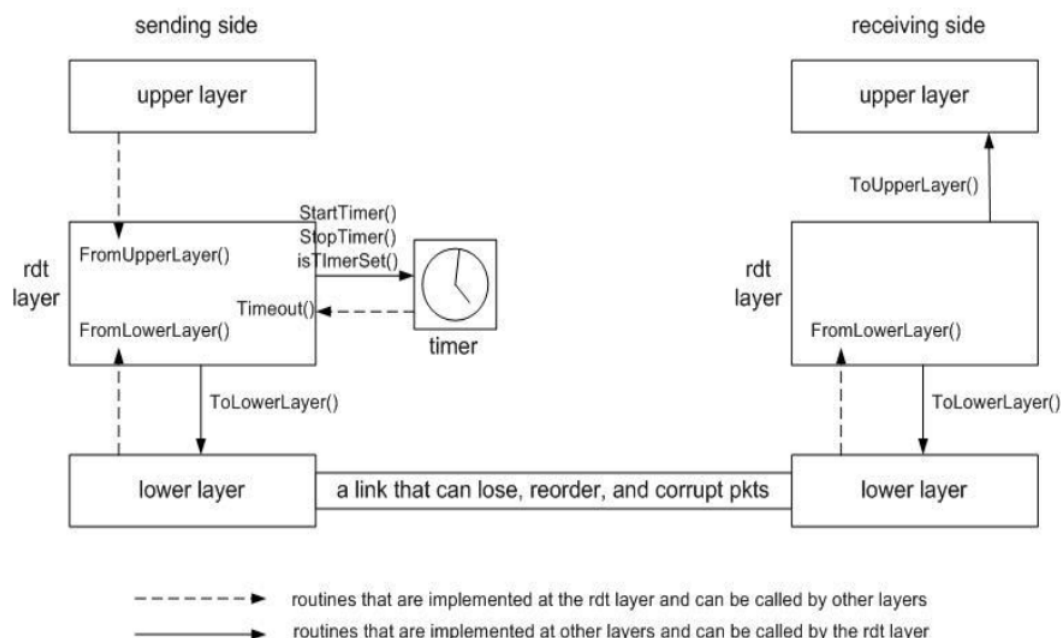 sending side
receiving side
upper layer
upper layer
ToUpperLayer()
StartTimer()
StopTimer()
isTImerSet()
FromUpperLayer()
rdt
layer
rdt
layer
Timeout()
FromLowerLayer()
timer
FromLowerLayer()
ToLowerLayer()
ToLowerLayer()
lower layer
a link that can lose, reorder, and corrupt pkts
lower layer
routines that are implemented at the rdt layer and can be called by other layers
routines that are implemented at other layers and can be called by the rdt layer